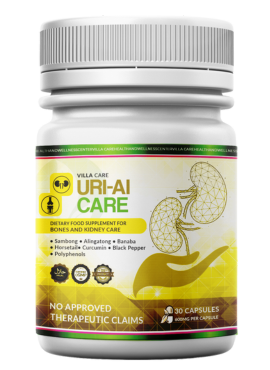 VILLA CARE
URI-AI
CARE
DIETARY FOOD SUPPLEMENT FOR
BONES AND KIDNEY CARE
• Sambong • Alingatong • Banaba
• Horsetail • Curcumin • Black Pepper
• Polyphenols
NO APPROVED
THERAPEUTIC CLAIMS
30 CAPSULES
600MG PER CAPSULE